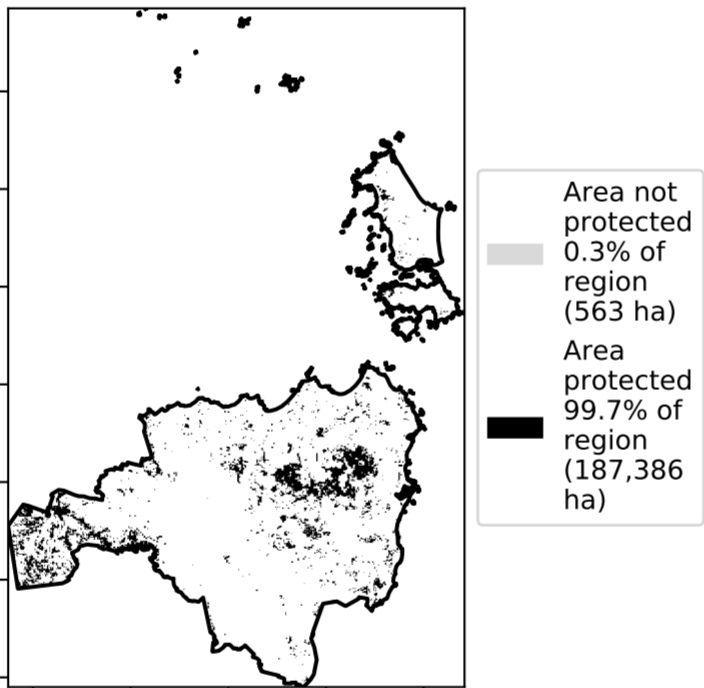 Area not
protected
0.3% of
region
(563 ha)
Area
protected
99.7% of
region
(187,386
ha)